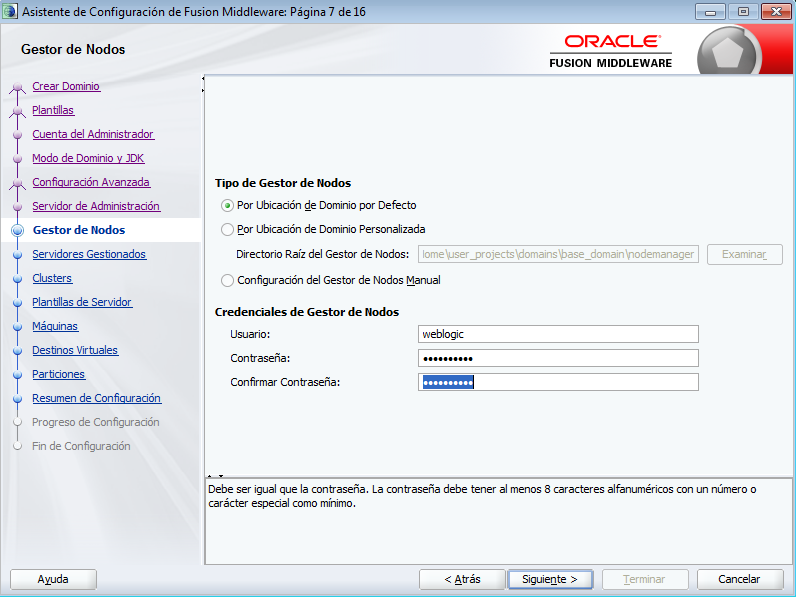 Asistente de Configuración de Fusion Middleware: Página 7 de 16
Gestor de Nodos
ORACLE
FUSION MIDDLEWARE
Crear Dominio
Plantillas
Cuenta del Administrador
Modo de Dominio y JDK
Configuración Avanzada
Servidor de Administración
Gestor de Nodos
Servidores Gestionados
Clusters
Plantillas de Servidor
Máquinas
Destinos Virtuales
Particiones
Resumen de Configuración
Progreso de Configuración
Fin de Configuración
Tipo de Gestor de Nodos
Por Ubicación de Dominio por Defecto
Por Ubicación de Dominio Personalizada
Directorio Raíz del Gestor de Nodos: lome\user_projects\domains\base_domain\nodemanager Examinar
Configuración del Gestor de Nodos Manual
Credenciales de Gestor de Nodos
Usuario: weblogic
Contraseña: ••••••••••
Confirmar Contraseña: ••••••••••
Debe ser igual que la contraseña. La contraseña debe tener al menos 8 caracteres alfanuméricos con un número o
carácter especial como mínimo.
Ayuda < Atrás Siguiente > Terminar Cancelar